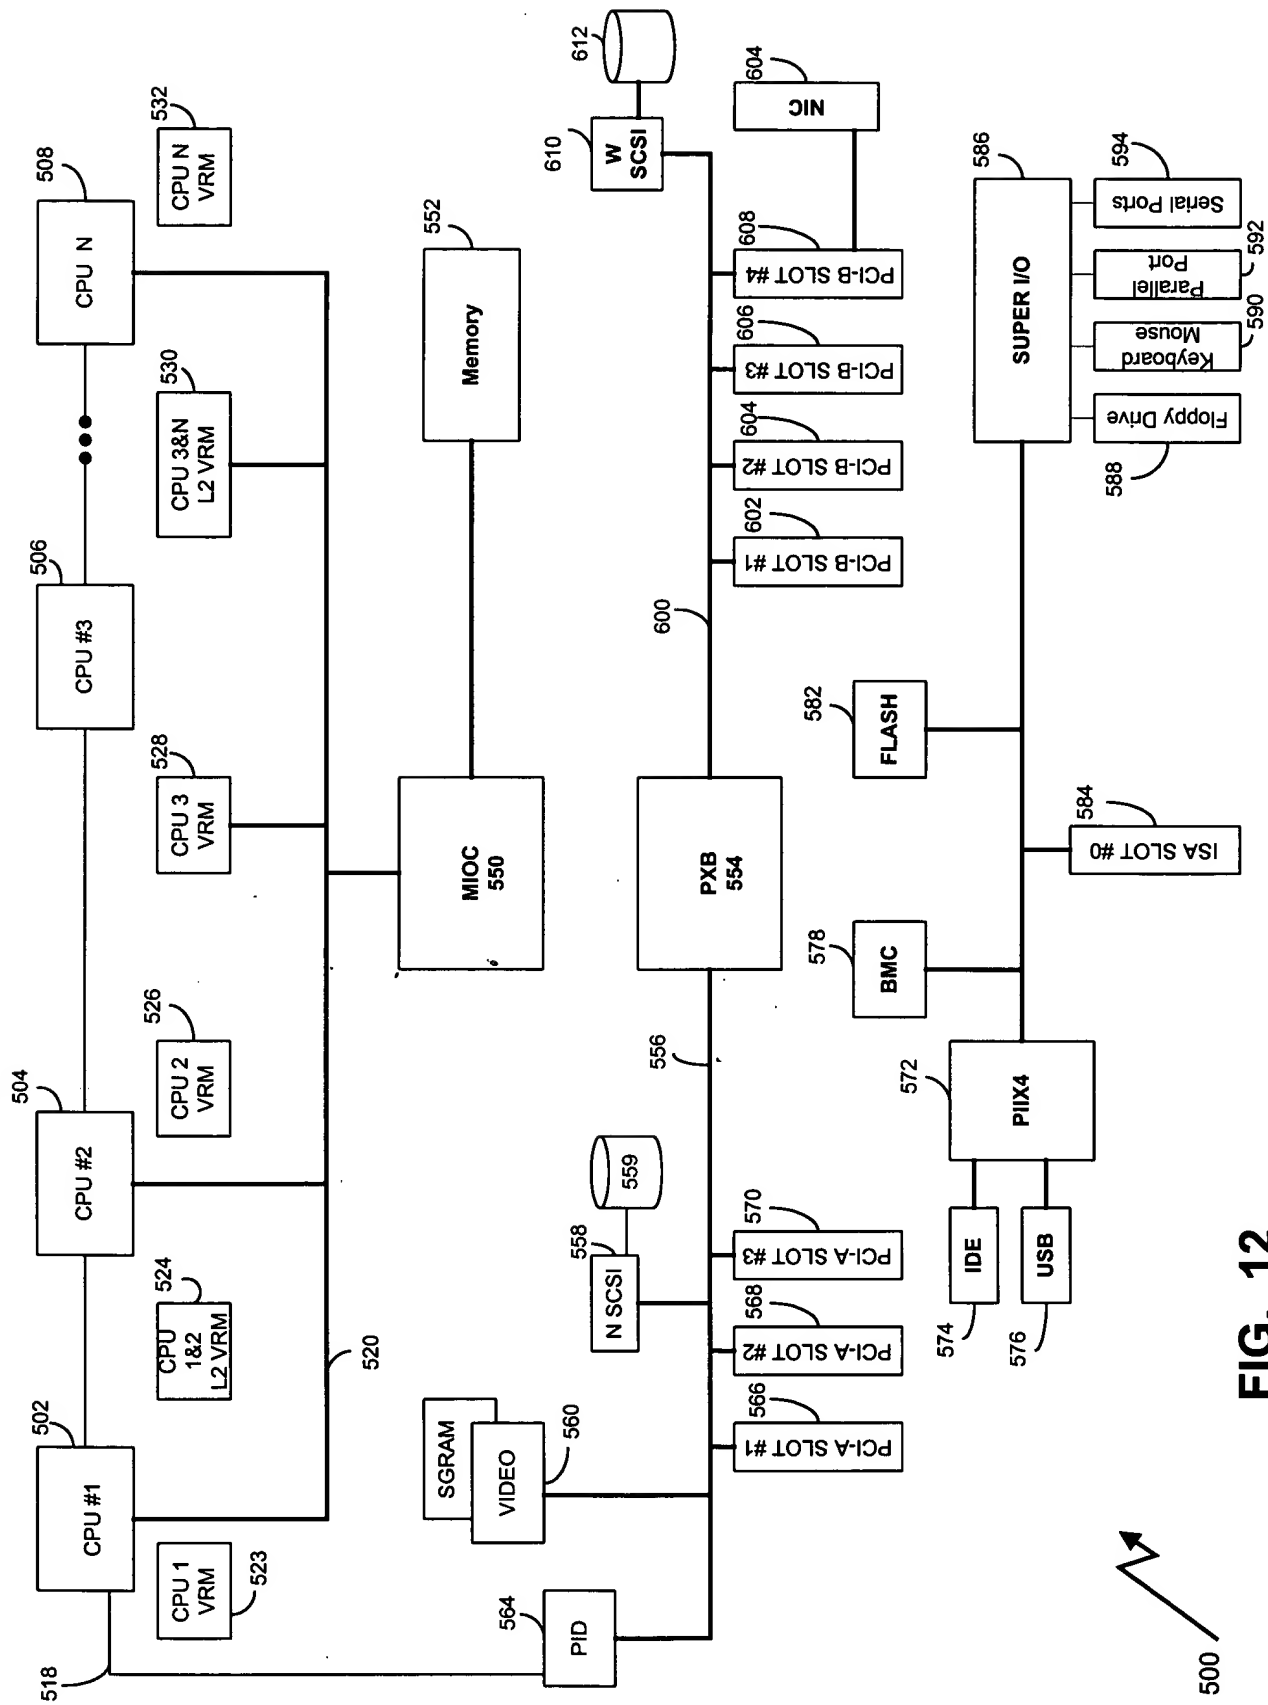 518
502
CPU #1
504
CPU #2
506
CPU #3
508
CPU N
CPU 1
VRM
523
CPU
1&2
L2 VRM
524
CPU 2
VRM
526
CPU 3
VRM
528
CPU 3&N
L2 VRM
530
CPU N
VRM
532
520
MIOC
550
Memory
552
SGRAM
VIDEO
560
PID
564
N SCSI
558
559
556
PXB
554
600
W
SCSI
610
612
PCI-A SLOT #1
566
PCI-A SLOT #2
568
PCI-A SLOT #3
570
PCI-B SLOT #1
602
PCI-B SLOT #2
604
PCI-B SLOT #3
606
PCI-B SLOT #4
608
NIC
604
IDE
574
USB
576
PIIX4
572
BMC
578
FLASH
582
ISA SLOT #0
584
SUPER I/O
586
Floppy Drive
588
Keyboard
Mouse
590
Parallel
Port
592
Serial Ports
594
500
FIG. 12